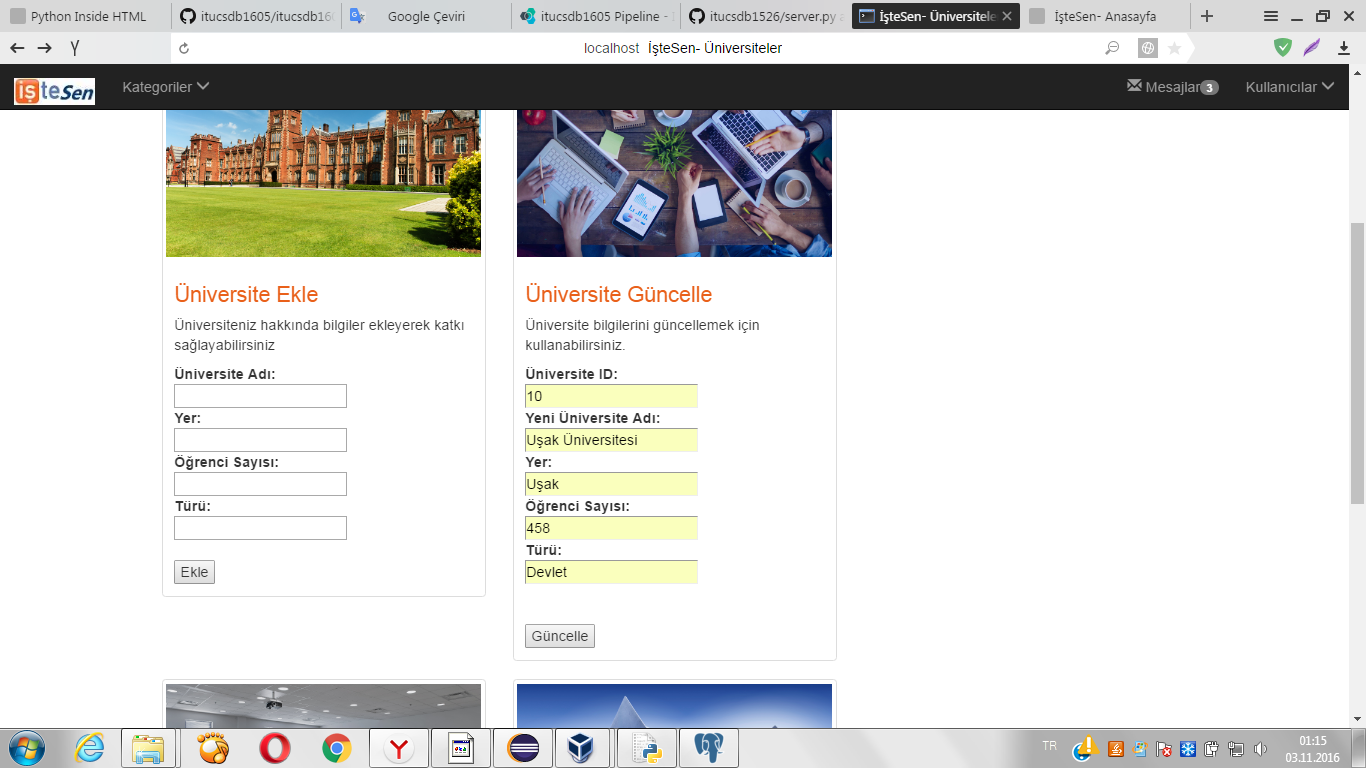 Python Inside HTML
itucsdb1605/itucsdb160
Google Çeviri
itucsdb1605 Pipeline -
itucsdb1526/server.py a
İşteSen- Üniversiteler
İşteSen- Anasayfa
localhost İşteSen- Üniversiteler
işteSen
Kategoriler
Mesajlar 3
Kullanıcılar
Üniversite Ekle
Üniversiteniz hakkında bilgiler ekleyerek katkı
sağlayabilirsiniz
Üniversite Adı:
Yer:
Öğrenci Sayısı:
Türü:
Ekle
Üniversite Güncelle
Üniversite bilgilerini güncellemek için
kullanabilirsiniz.
Üniversite ID:
10
Yeni Üniversite Adı:
Uşak Üniversitesi
Yer:
Uşak
Öğrenci Sayısı:
458
Türü:
Devlet
Güncelle
TR
01:15
03.11.2016